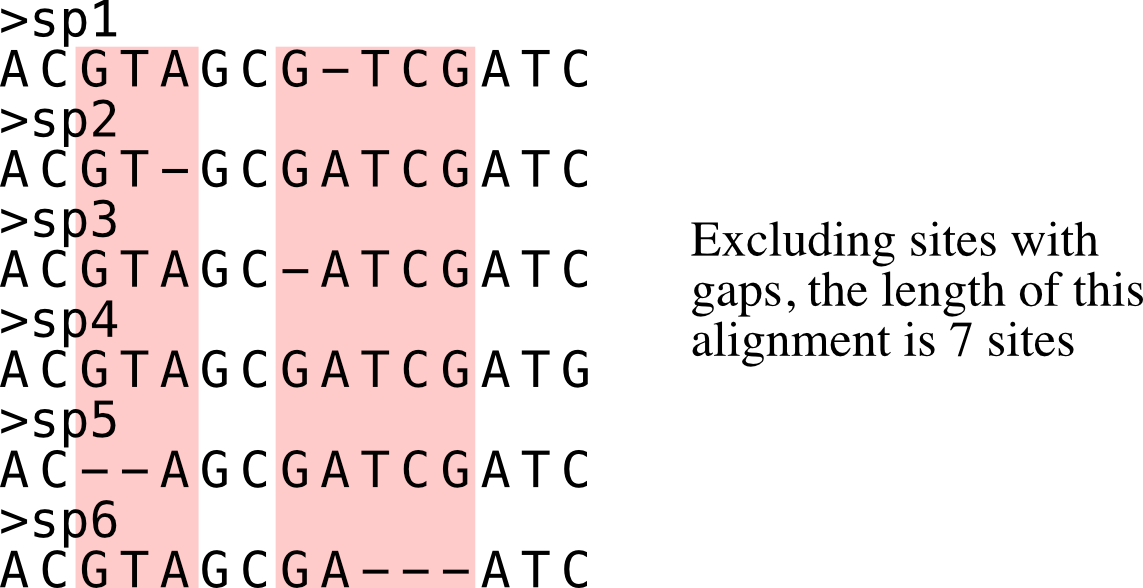 >sp1
ACGTAGCG–TCGATC
>sp2
ACGT–GCGATCGATC
>sp3
ACGTAGC–ATCGATC
>sp4
ACGTAGCGATCGATG
>sp5
AC––AGCGATCGATC
>sp6
ACGTAGCGA–––ATC
Excluding sites with
gaps, the length of this
alignment is 7 sites